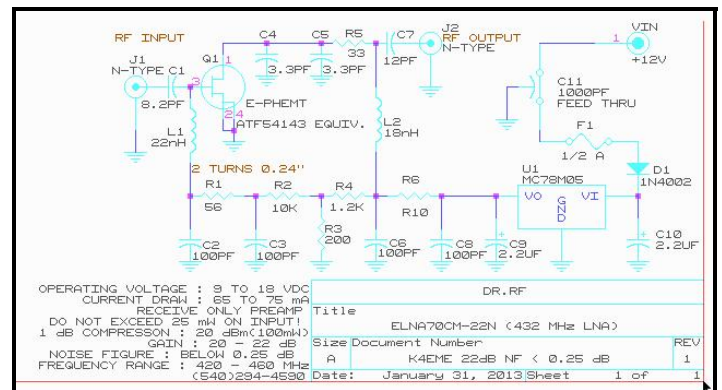 RF INPUT
J1
N-TYPE
C1
8.2PF
Q1
1
3
2 4
E-PHEMT
ATF54143 EQUIV.
C4
3.3PF
C5
3.3PF
R5
33
C7
12PF
J2
N-TYPE
RF OUTPUT
VIN
1
+12V
C11
1000PF
FEED THRU
F1
1/2 A
D1
1N4002
L1
22nH
2 TURNS 0.24"
L2
18nH
R1
56
R2
10K
R4
1.2K
R3
200
R6
R10
U1
MC78M05
VO
GND
VI
C2
100PF
C3
100PF
C6
100PF
C8
100PF
C9
2.2UF
C10
2.2UF
OPERATING VOLTAGE : 9 TO 18 VDC
CURRENT DRAW : 65 TO 75 mA
RECEIVE ONLY PREAMP
DO NOT EXCEED 25 mW ON INPUT!
1 dB COMPRESSON : 20 dBm(100mW)
GAIN : 20 - 22 dB
NOISE FIGURE : BELOW 0.25 dB
FREQUENCY RANGE : 420 - 460 MHz
(540)294-4590
DR.RF
Title
ELNA70CM-22N (432 MHz LNA)
Size Document Number
REV
A
K4EME 22dB NF < 0.25 dB
1
Date: January 31, 2013 Sheet 1 of 1